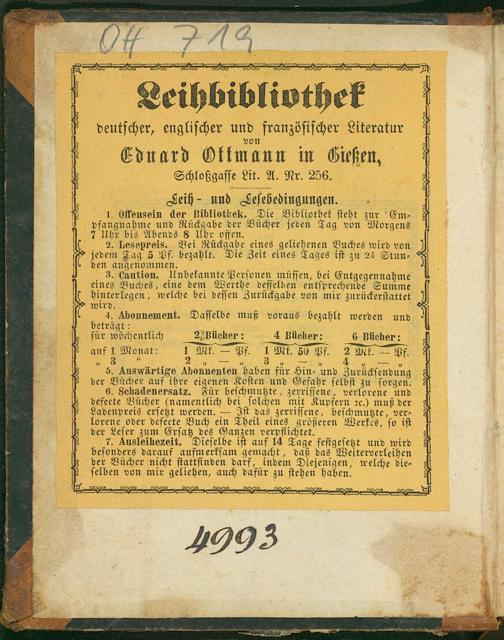 Off 719
Leihbibliothek
deutscher, englischer und französischer Literatur
von
Eduard Ottmann in Gießen,
Schloßgasse Lit. A. Nr. 256.
Leih- und Lesebedingungen.
1. Offensein der Bibliothek. Die Bibliothek steht zur Em-
pfangnahme und Rückgabe der Bücher jeden Tag von Morgens
7 Uhr bis Abends 8 Uhr offen.
2. Lesepreis. Bei Rückgabe eines geliehenen Buches wird von
jedem Tag 5 Pf. bezahlt. Die Zeit eines Tages ist zu 24 Stun-
den angenommen.
3. Caution. Unbekannte Personen müssen, bei Entgegennahme
eines Buches, eine dem Werthe desselben entsprechende Summe
hinterlegen, welche bei dessen Zurückgabe von mir zurückerstattet
wird.
4. Abonnement. Dasselbe muß voraus bezahlt werden und
beträgt:
für wöchentlich 2 Bücher: 4 Bücher: 6 Bücher:
auf 1 Monat: 1 Mk. — Pf. 1 Mk. 50 Pf. 2 Mk. — Pf.
„ 3 „ 2 „ — „ 3 „ — „ 4 „ — „
5. Auswärtige Abonnenten haben für Hin- und Zurücksendung
der Bücher auf ihre eigenen Kosten und Gefahr selbst zu sorgen.
6. Schadenersatz. Für beschmutzte, zerrissene, verlorene und
defecte Bücher (namentlich bei solchen mit Kupfern ꝛc.) muß der
Ladenpreis ersetzt werden. — Ist das zerrissene, beschmutzte, ver-
lorene oder defecte Buch ein Theil eines größeren Werkes, so ist
der Leser zum Ersatz des Ganzen verpflichtet.
7. Ausleihezeit. Dieselbe ist auf 14 Tage festgesetzt und wird
besonders darauf aufmerksam gemacht, daß das Weiterverleihen
der Bücher nicht stattfinden darf, indem Diejenigen, welche die-
selben von mir geliehen, auch dafür zu stehen haben.
4993